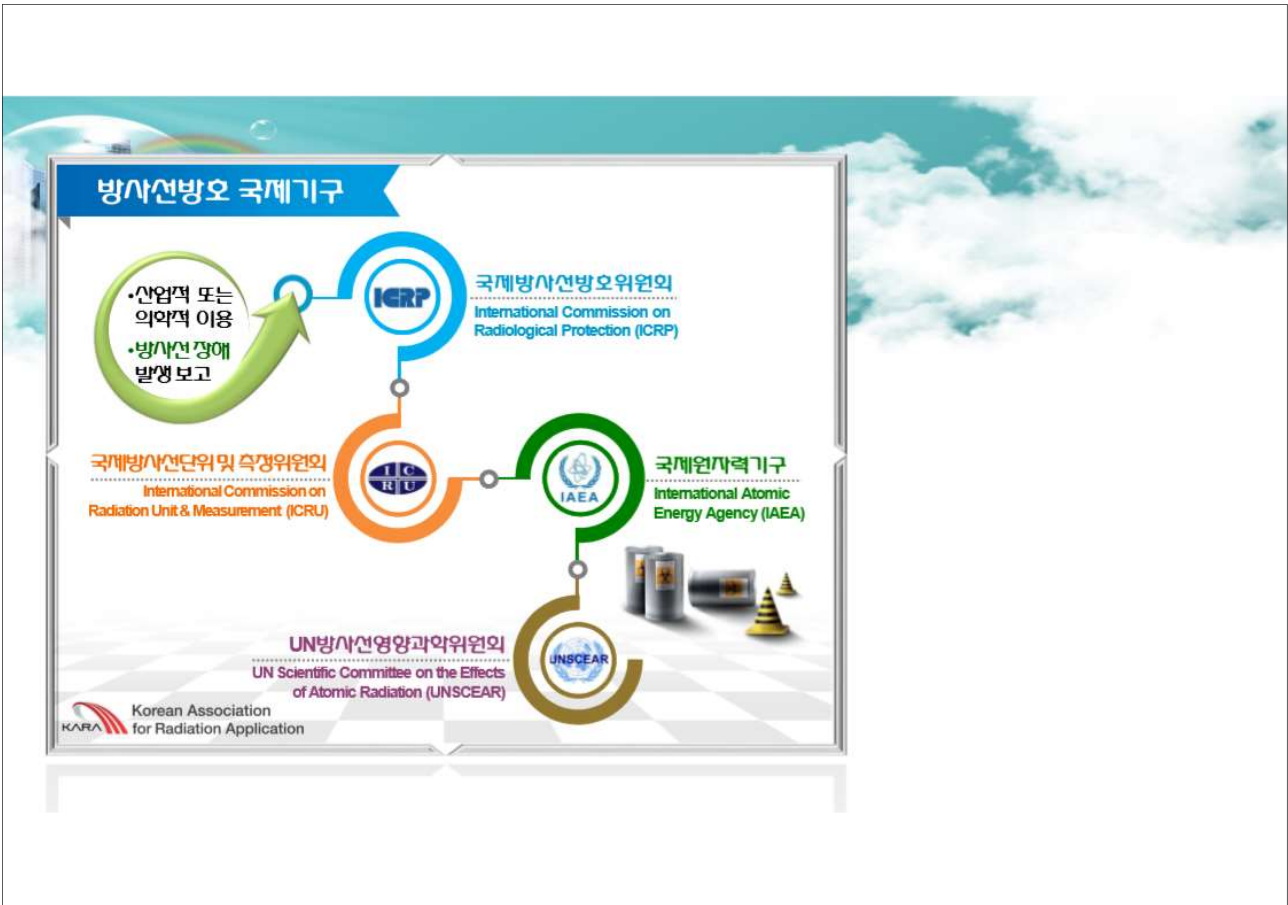 방사선방호 국제기구
•산업적 또는
의학적 이용
•방사선 장해
발생 보고
ICRP
국제방사선방호위원회
International Commission on
Radiological Protection (ICRP)
국제방사선단위 및 측정위원회
International Commission on
Radiation Unit & Measurement (ICRU)
I C
R U
IAEA
국제원자력기구
International Atomic
Energy Agency (IAEA)
UN방사선영향과학위원회
UN Scientific Committee on the Effects
of Atomic Radiation (UNSCEAR)
UNSCEAR
KARA
Korean Association
for Radiation Application